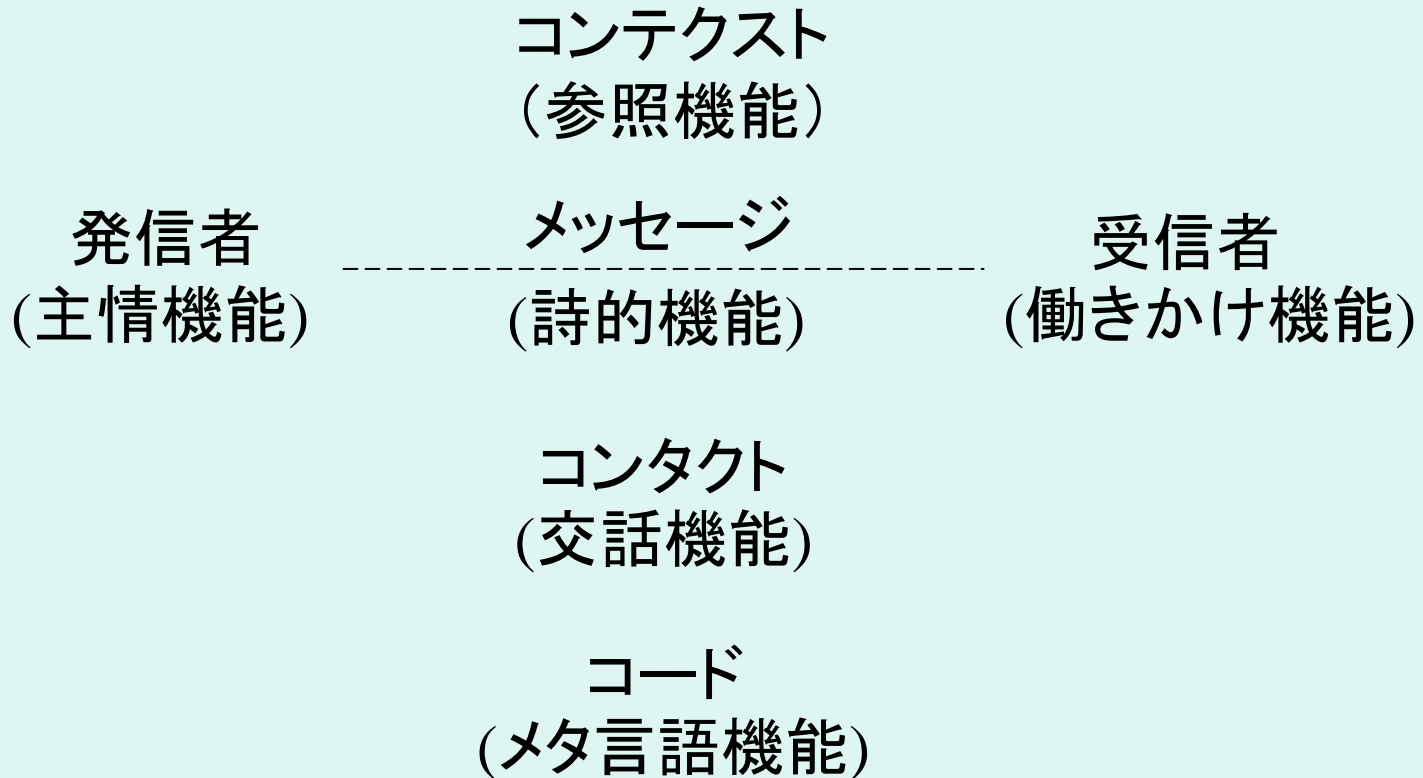 コンテクスト
（参照機能）
発信者
(主情機能)
メッセージ
(詩的機能)
受信者
(働きかけ機能)
コンタクト
(交話機能)
コード
(メタ言語機能)